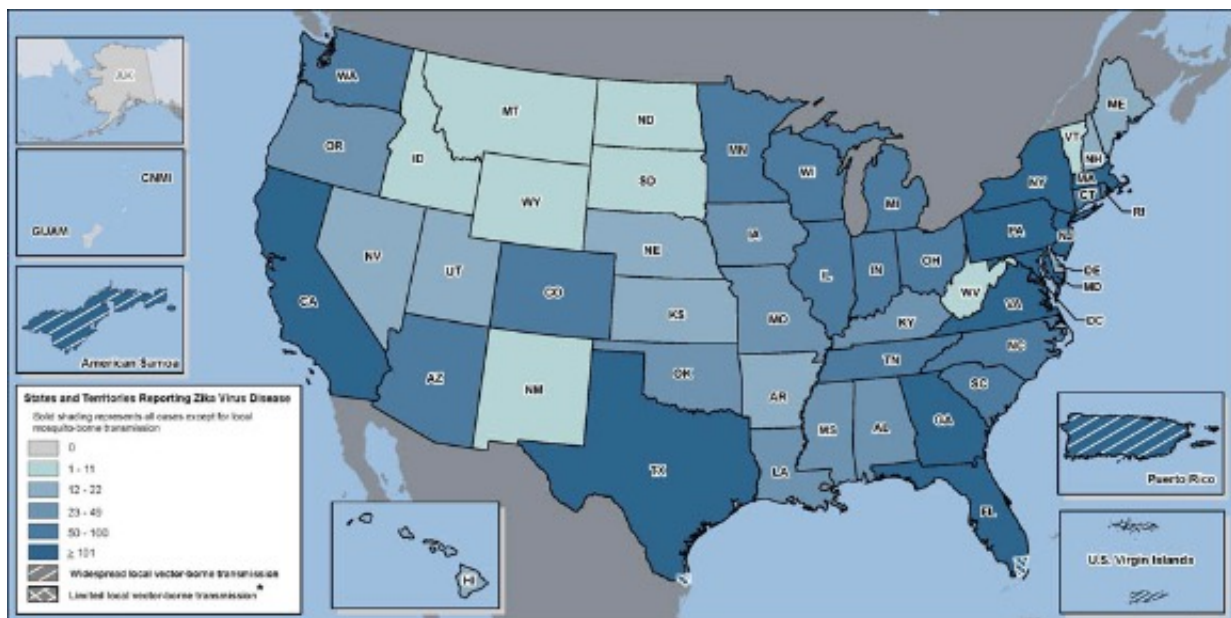 AK
CNMI
GUAM
American Samoa
States and Territories Reporting Zika Virus Disease
Solid shading represents all cases except for local
mosquito-borne transmission
0
1 - 11
12 - 22
23 - 49
50 - 100
≥ 101
Widespread local vector-borne transmission
Limited local vector-borne transmission*
WA
OR
CA
ID
NV
MT
WY
UT
AZ
CO
NM
ND
SD
NE
KS
OK
TX
MN
IA
MO
AR
LA
WI
IL
MI
IN
OH
KY
TN
MS
AL
GA
FL
SC
NC
VA
WV
PA
NY
VT
NH
ME
MA
CT
RI
NJ
DE
MD
DC
HI
Puerto Rico
U.S. Virgin Islands